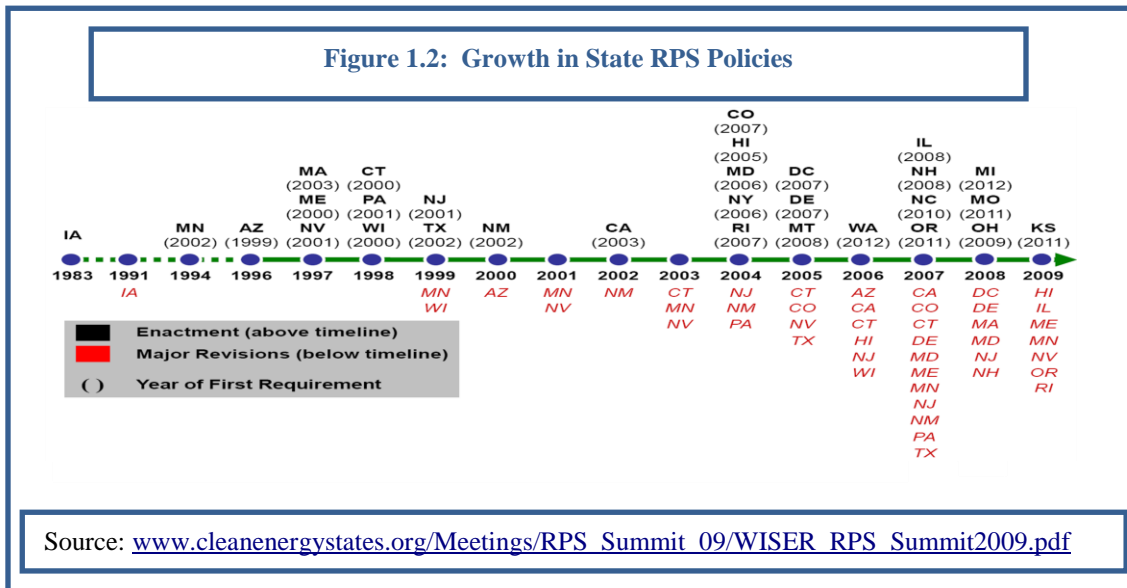 Figure 1.2: Growth in State RPS Policies
CO
(2007)
HI IL
(2005) (2008)
MA CT MD DC NH MI
(2003) (2000) (2006) (2007) (2008) (2012)
ME PA NJ NY DE NC MO
(2000) (2001) (2001) (2006) (2007) (2010) (2011)
IA MN AZ NV WI TX NM CA RI MT WA OR OH KS
(2002) (1999) (2001) (2000) (2002) (2002) (2003) (2007) (2008) (2012) (2011) (2009) (2011)
1983 1991 1994 1996 1997 1998 1999 2000 2001 2002 2003 2004 2005 2006 2007 2008 2009
IA MN AZ MN NM CT NJ CT AZ CA DC HI
WI NV MN NM CO CA CO DE IL
NV PA NV CT CT MA ME
TX HI DE MD MN
NJ MD NJ NV
WI ME NH OR
MN RI
NJ
NM
PA
TX
Enactment (above timeline)
Major Revisions (below timeline)
( ) Year of First Requirement
Source: www.cleanenergystates.org/Meetings/RPS_Summit_09/WISER_RPS_Summit2009.pdf